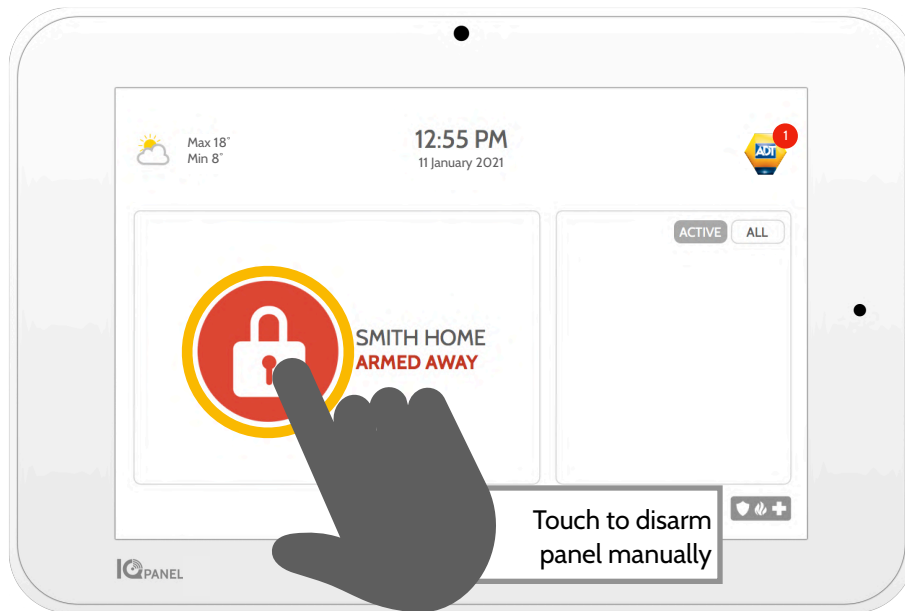 Max 18°
Min 8°
12:55 PM
11 January 2021
ADT
1
ACTIVE
ALL
SMITH HOME
ARMED AWAY
Touch to disarm
panel manually
IQ PANEL